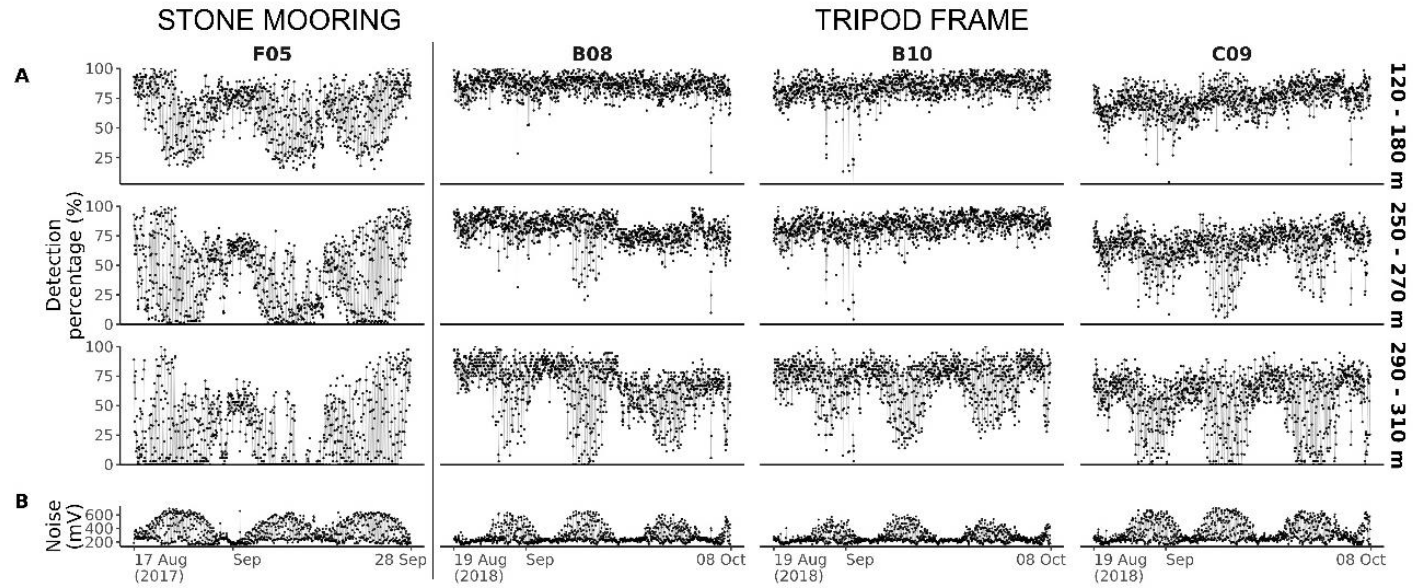 STONE MOORING TRIPOD FRAME
F05 B08 B10 C09
A
100
75
50
25
120 - 180 m
Detection
percentage (%)
100
75
50
25
0
250 - 270 m
100
75
50
25
0
290 - 310 m
B
Noise
(mV)
600
400
200
17 Aug Sep 28 Sep 19 Aug Sep 08 Oct 19 Aug Sep 08 Oct 19 Aug Sep 08 Oct
(2017) (2018) (2018) (2018)